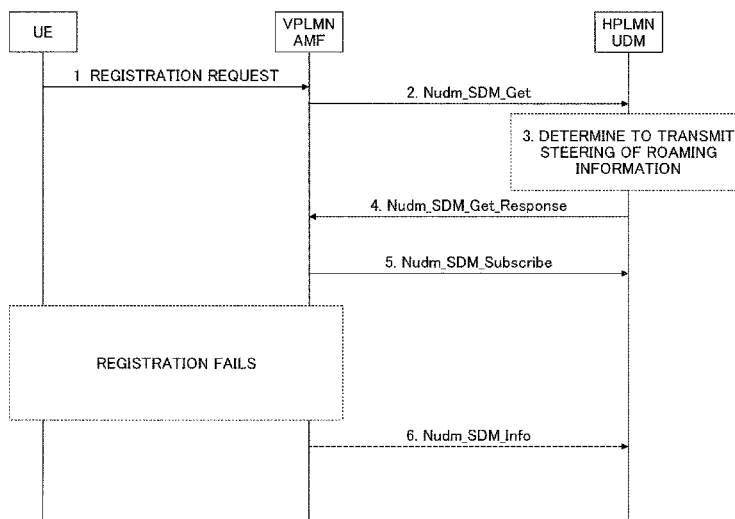 UE
VPLMN
AMF
HPLMN
UDM
1 REGISTRATION REQUEST
2. Nudm_SDM_Get
3. DETERMINE TO TRANSMIT
STEERING OF ROAMING
INFORMATION
4. Nudm_SDM_Get_Response
5. Nudm_SDM_Subscribe
REGISTRATION FAILS
6. Nudm_SDM_Info